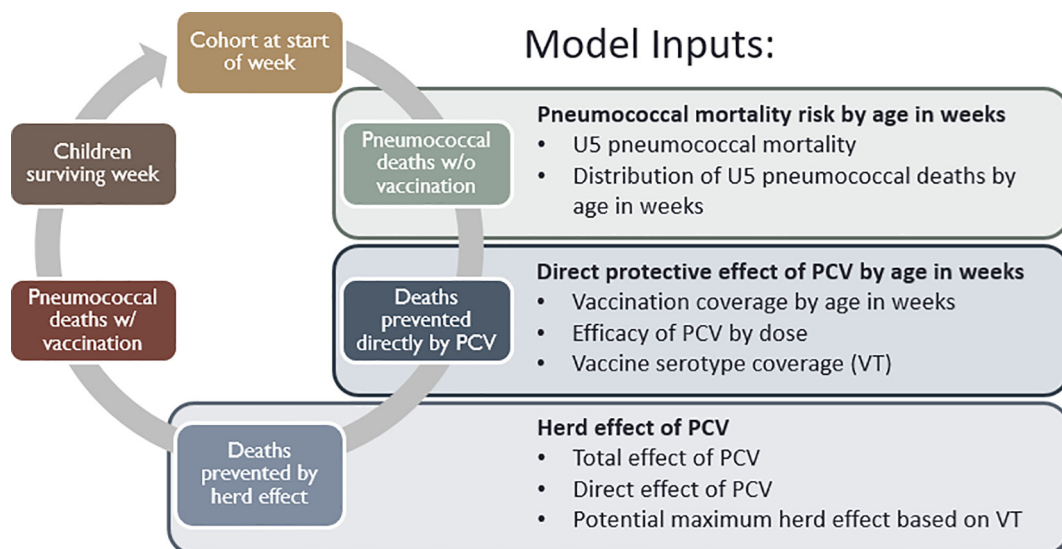 Model Inputs:
Cohort at start
of week
Pneumococcal
deaths w/o
vaccination
Deaths
prevented
directly by PCV
Deaths
prevented by
herd effect
Pneumococcal
deaths w/
vaccination
Children
surviving week
Pneumococcal mortality risk by age in weeks
• U5 pneumococcal mortality
• Distribution of U5 pneumococcal deaths by
age in weeks
Direct protective effect of PCV by age in weeks
• Vaccination coverage by age in weeks
• Efficacy of PCV by dose
• Vaccine serotype coverage (VT)
Herd effect of PCV
• Total effect of PCV
• Direct effect of PCV
• Potential maximum herd effect based on VT